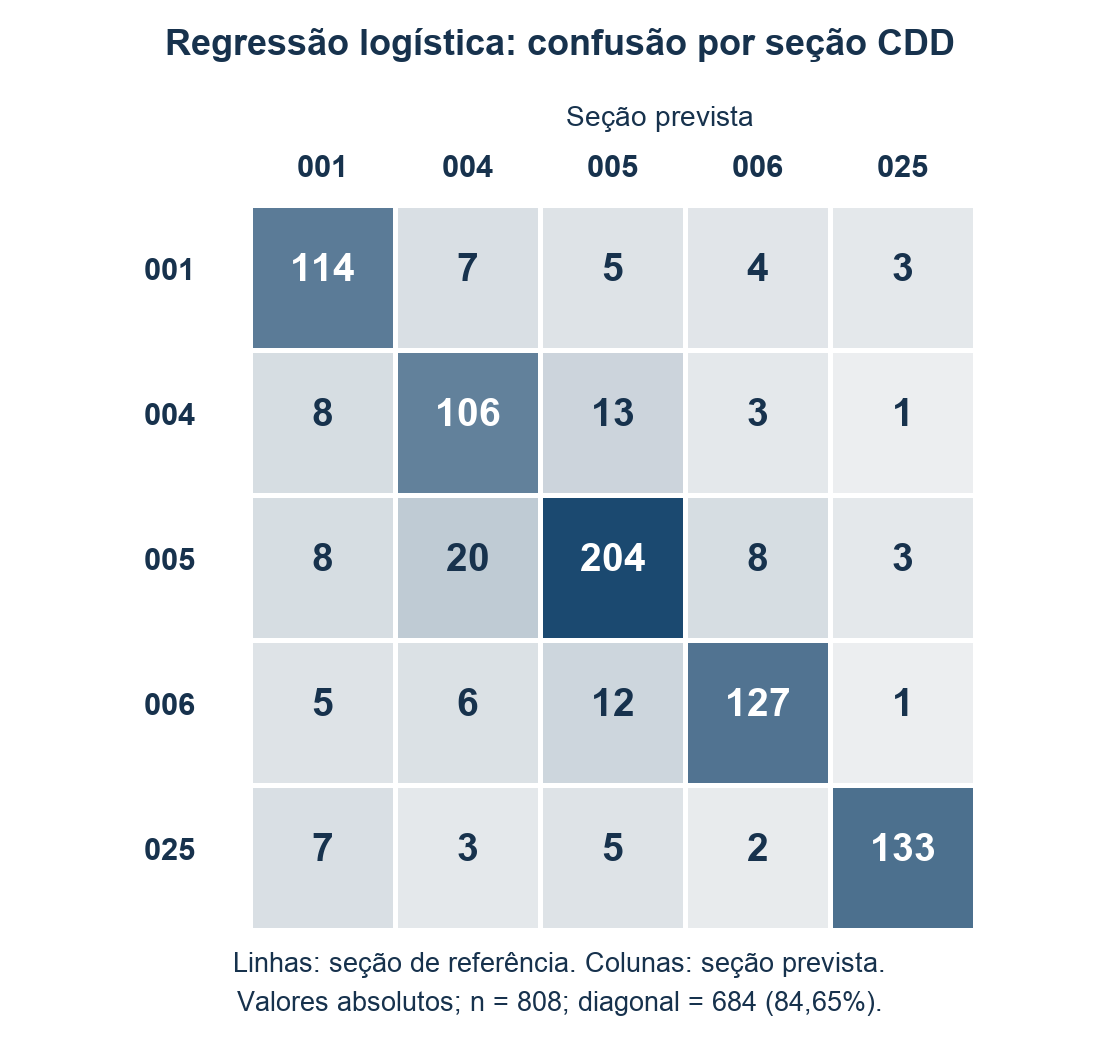 Regressão logística: confusão por seção CDD
Seção prevista
001 004 005 006 025
001 114 7 5 4 3
004 8 106 13 3 1
005 8 20 204 8 3
006 5 6 12 127 1
025 7 3 5 2 133
Linhas: seção de referência. Colunas: seção prevista.
Valores absolutos; n = 808; diagonal = 684 (84,65%).